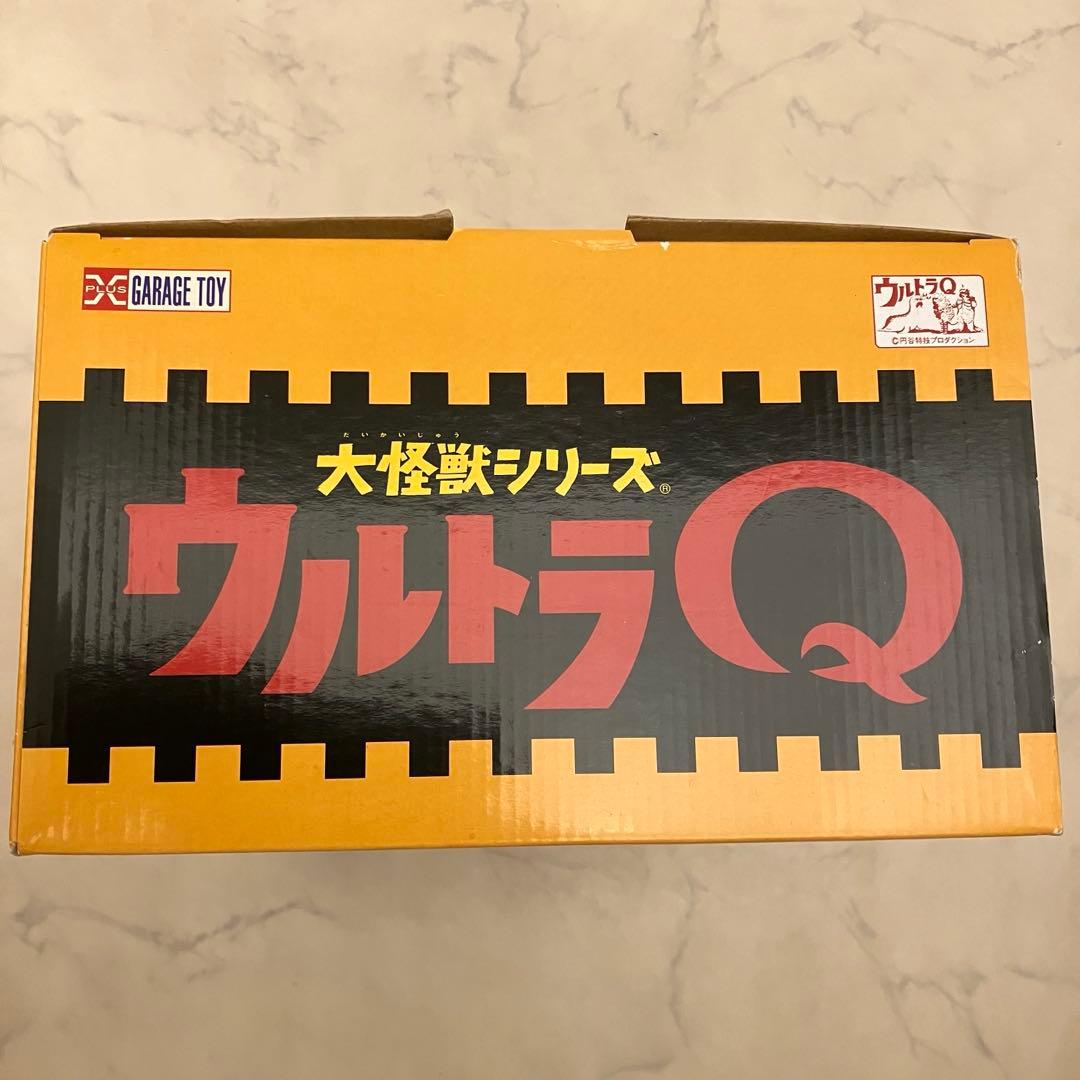 X PLUS GARAGE TOY
ウルトラQ
©円谷特技プロダクション
だいかいじゅう
大怪獣シリーズ®
ウルトラQ